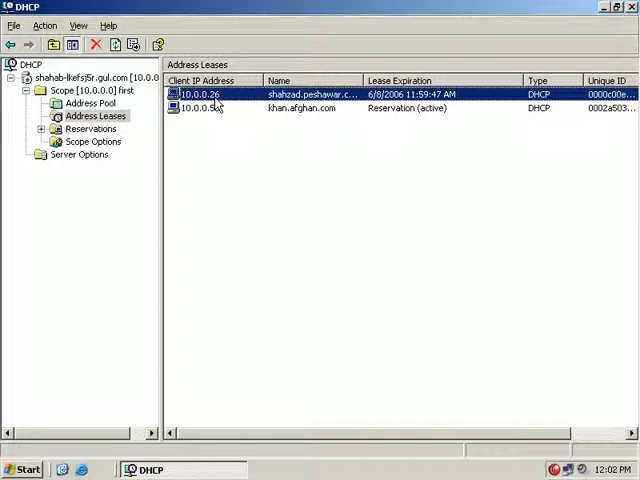 DHCP
File Action View Help
DHCP
shahab-lkefsj5r.gul.com [10.0.0
Scope [10.0.0.0] first
Address Pool
Address Leases
Reservations
Scope Options
Server Options
Address Leases
Client IP Address Name Lease Expiration Type Unique ID
10.0.0.26 shahzad.peshawar.c... 6/8/2006 11:59:47 AM DHCP 0000c00e...
khan.afghan.com Reservation (active) DHCP 0002a503...
Start DHCP 12:02 PM